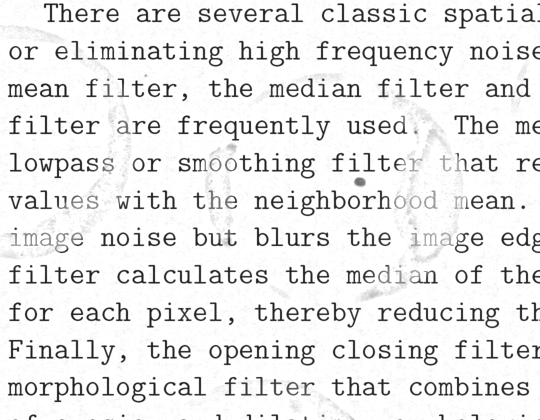 There are several classic spatial
or eliminating high frequency noise
mean filter, the median filter and
filter are frequently used. The me
lowpass or smoothing filter that re
values with the neighborhood mean.
image noise but blurs the image edg
filter calculates the median of the
for each pixel, thereby reducing th
Finally, the opening closing filter
morphological filter that combines